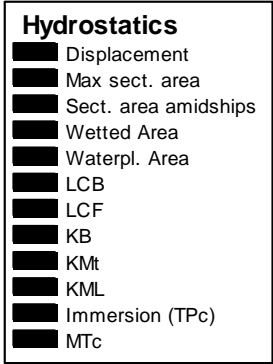 Hydrostatics
Displacement
Max sect. area
Sect. area amidships
Wetted Area
Waterpl. Area
LCB
LCF
KB
KMt
KML
Immersion (TPc)
MTc